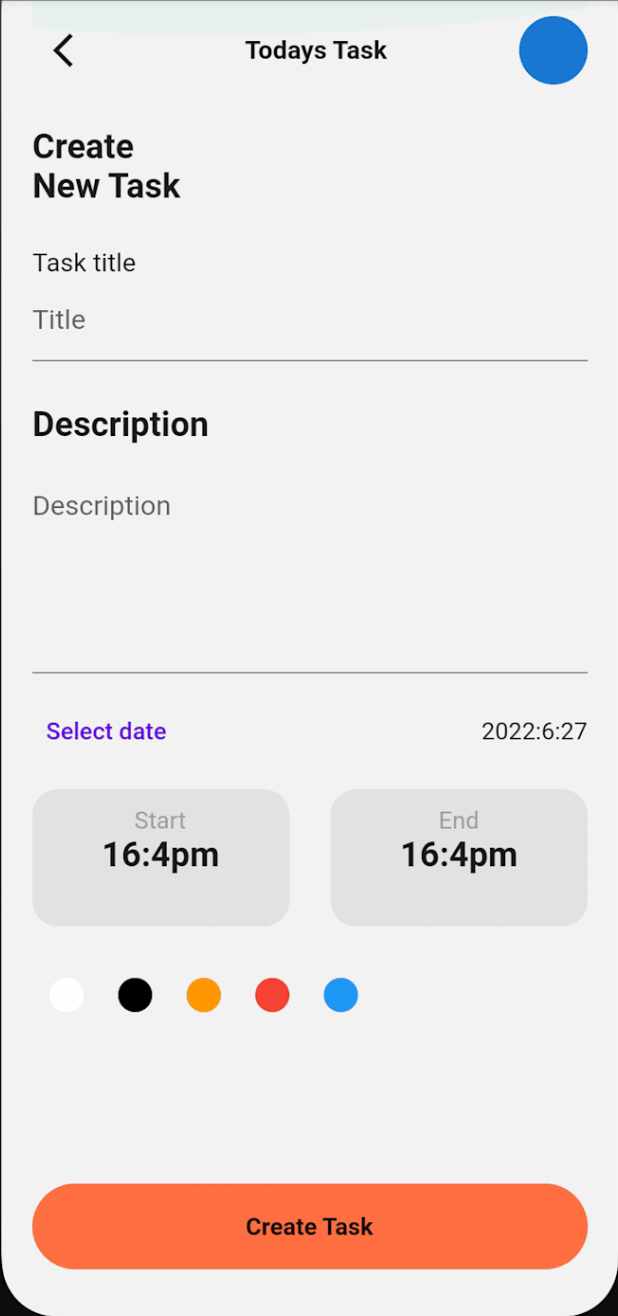 Todays Task
Create
New Task
Task title
Title
Description
Description
Select date 2022:6:27
Start End
16:4pm 16:4pm
Create Task